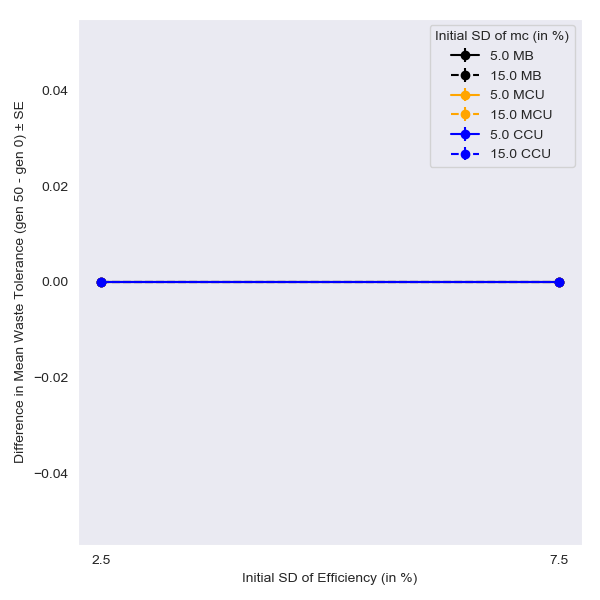 Initial SD of mc (in %)
5.0 MB
15.0 MB
5.0 MCU
15.0 MCU
5.0 CCU
15.0 CCU
Difference in Mean Waste Tolerance (gen 50 - gen 0) ± SE
0.04
0.02
0.00
−0.02
−0.04
2.5
7.5
Initial SD of Efficiency (in %)